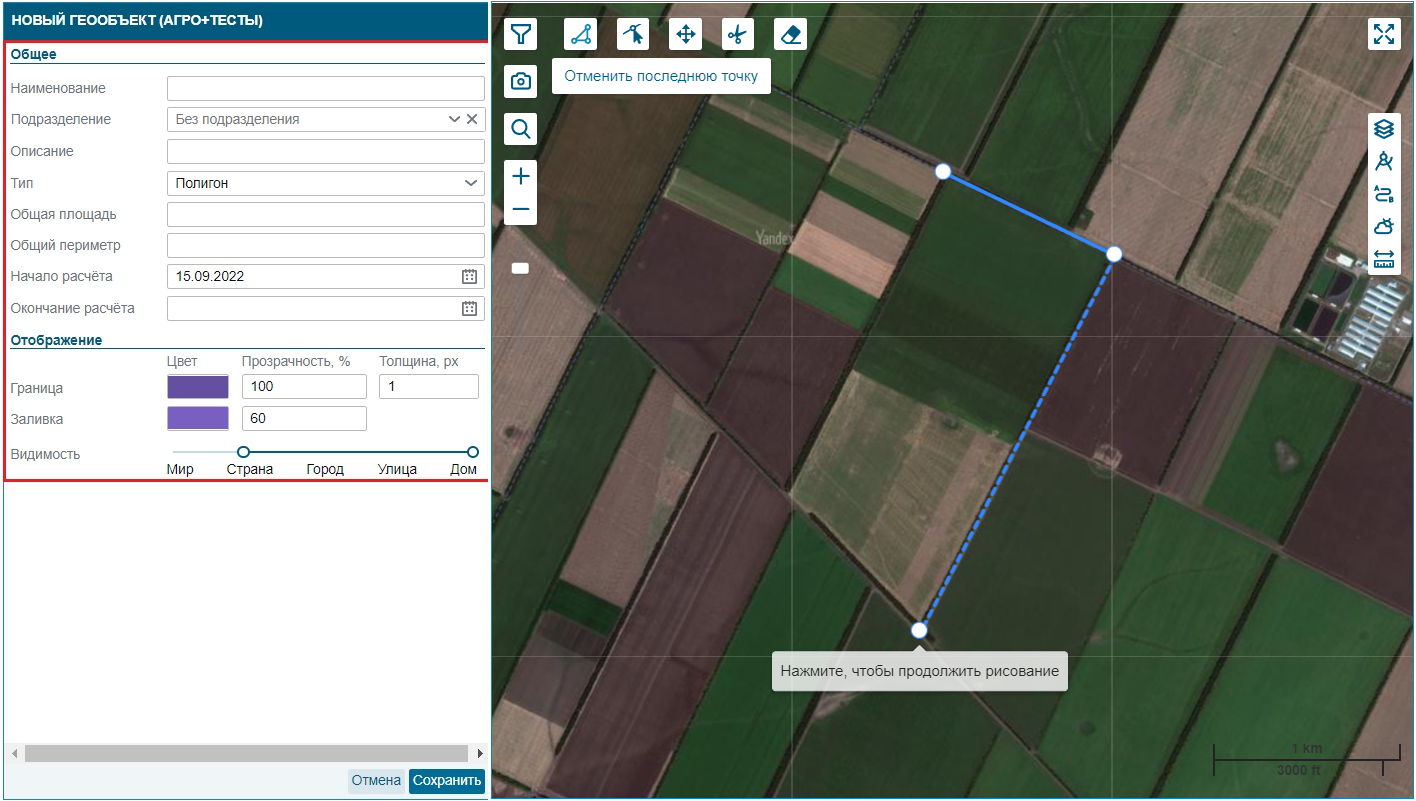 НОВЫЙ ГЕООБЪЕКТ (АГРО+ТЕСТЫ)
Общее
Наименование
Подразделение Без подразделения
Описание
Тип Полигон
Общая площадь
Общий периметр
Начало расчёта 15.09.2022
Окончание расчёта
Отображение
Цвет Прозрачность, % Толщина, px
Граница 100 1
Заливка 60
Видимость
Мир Страна Город Улица Дом
Отмена Сохранить
Отменить последнюю точку
Yandex
A
B
Нажмите, чтобы продолжить рисование
1 km
3000 ft